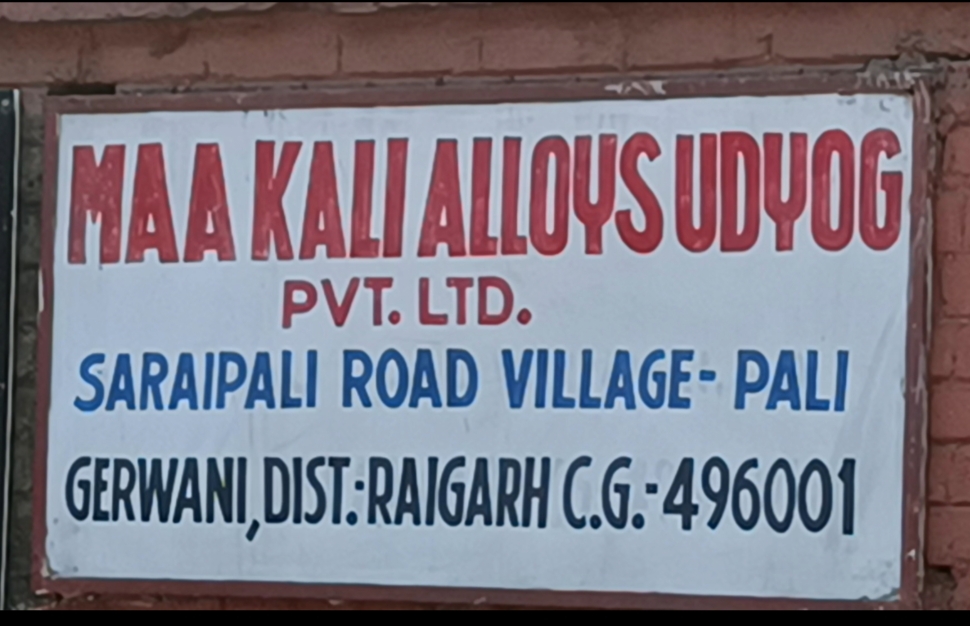 MAA KALI ALLOYS UDYOG
PVT. LTD.
SARAIPALI ROAD VILLAGE- PALI
GERWANI, DIST.:RAIGARH C.G.-496001